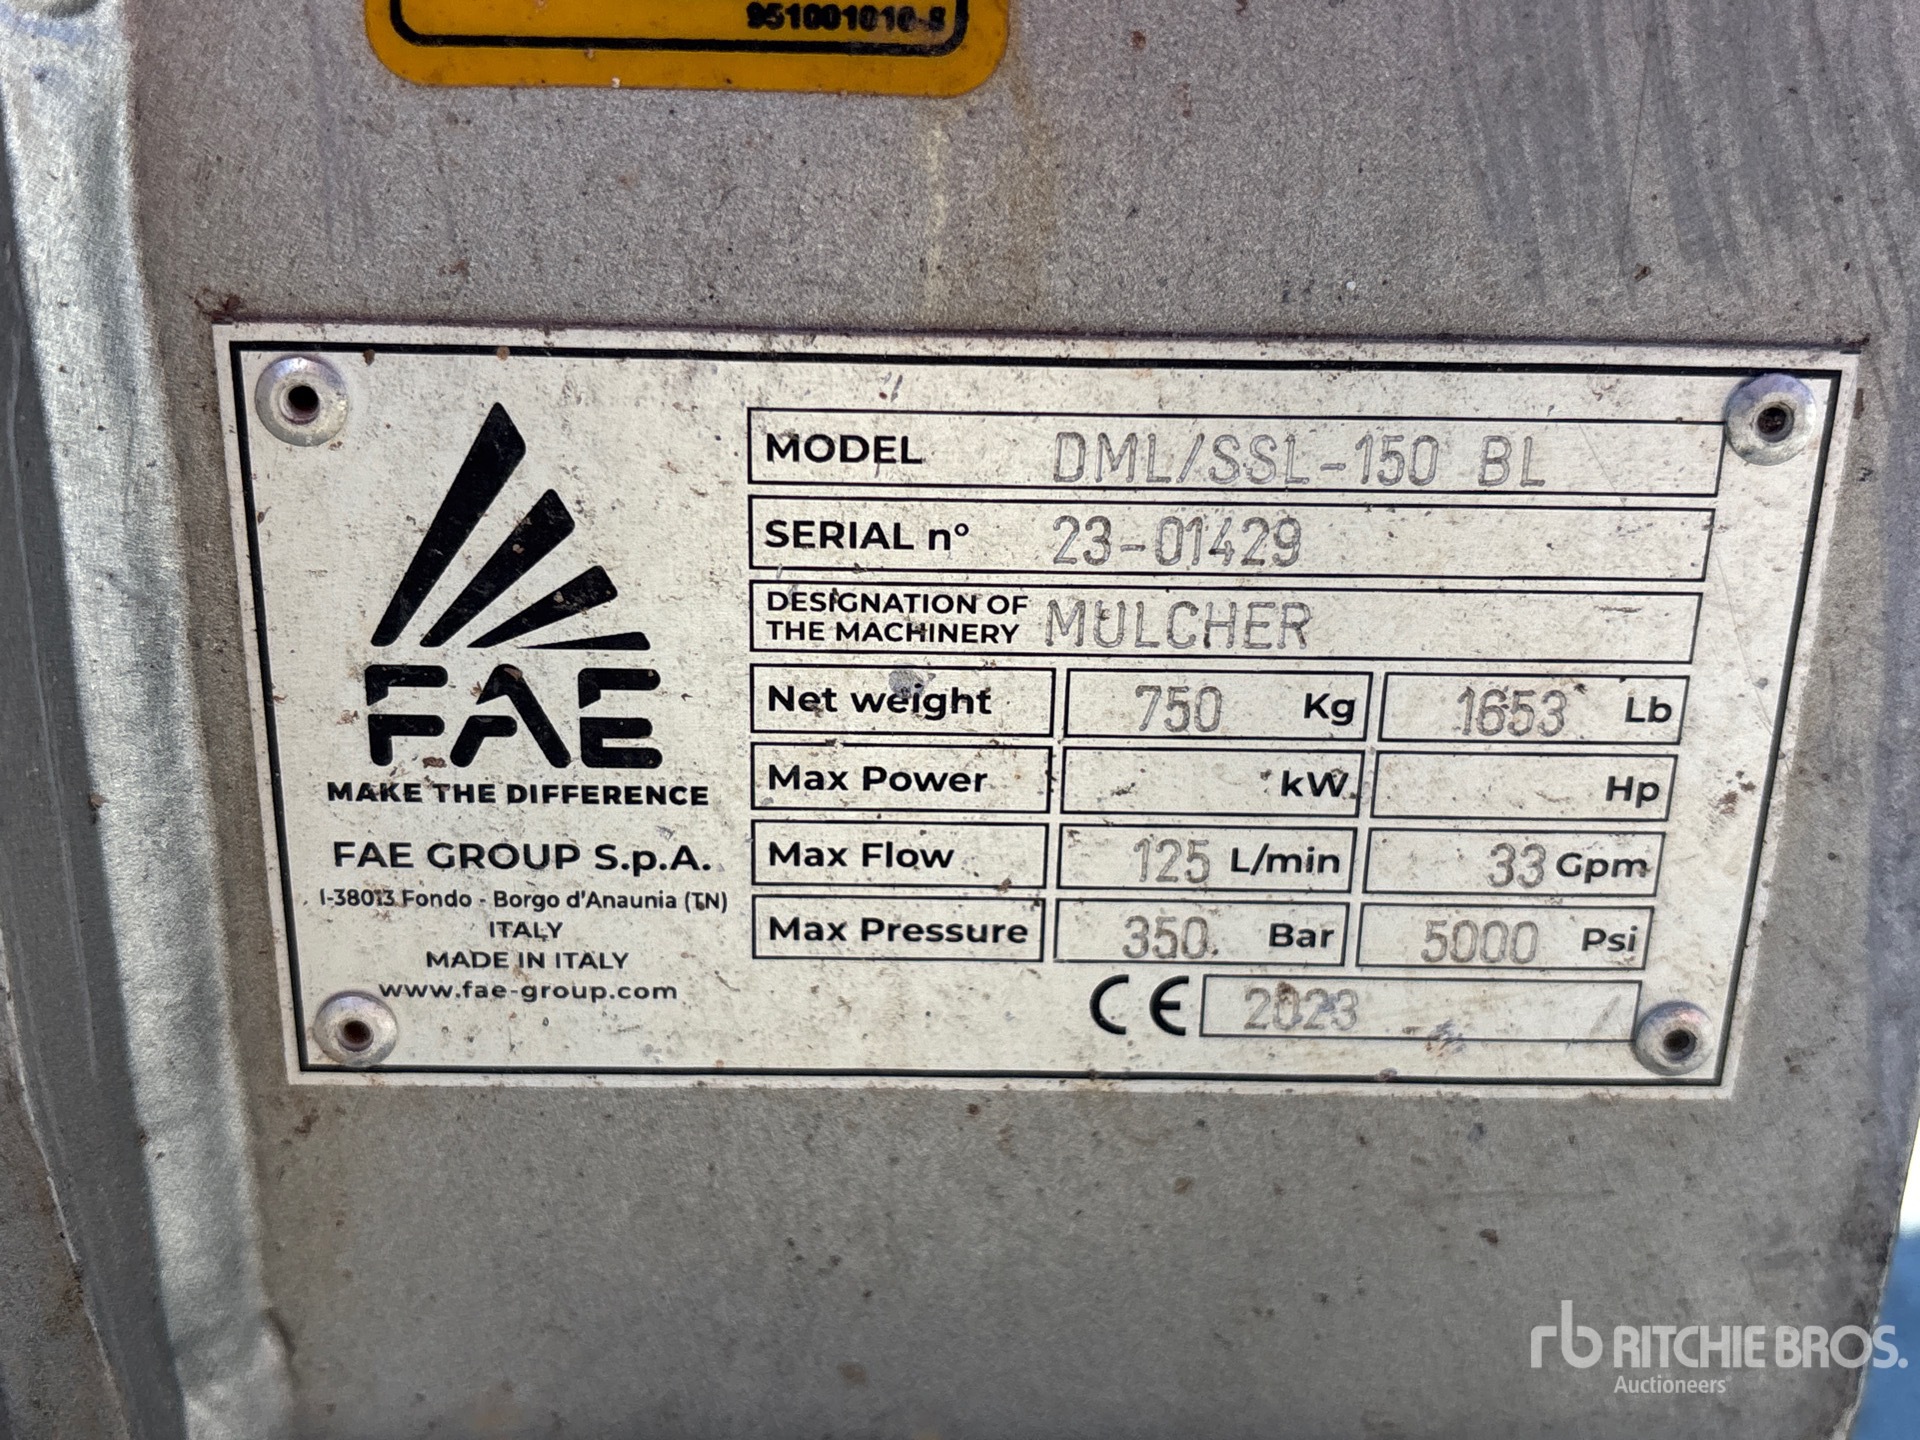 951001010-8
FAE
MAKE THE DIFFERENCE
FAE GROUP S.p.A.
I-38013 Fondo - Borgo d'Anaunia (TN)
ITALY
MADE IN ITALY
www.fae-group.com
MODEL DML/SSL-150 BL
SERIAL n° 23-01429
DESIGNATION OF
THE MACHINERY MULCHER
Net weight 750 Kg 1653 Lb
Max Power kW Hp
Max Flow 125 L/min 33 Gpm
Max Pressure 350 Bar 5000 Psi
CE 2023
rb RITCHIE BROS.
Auctioneers